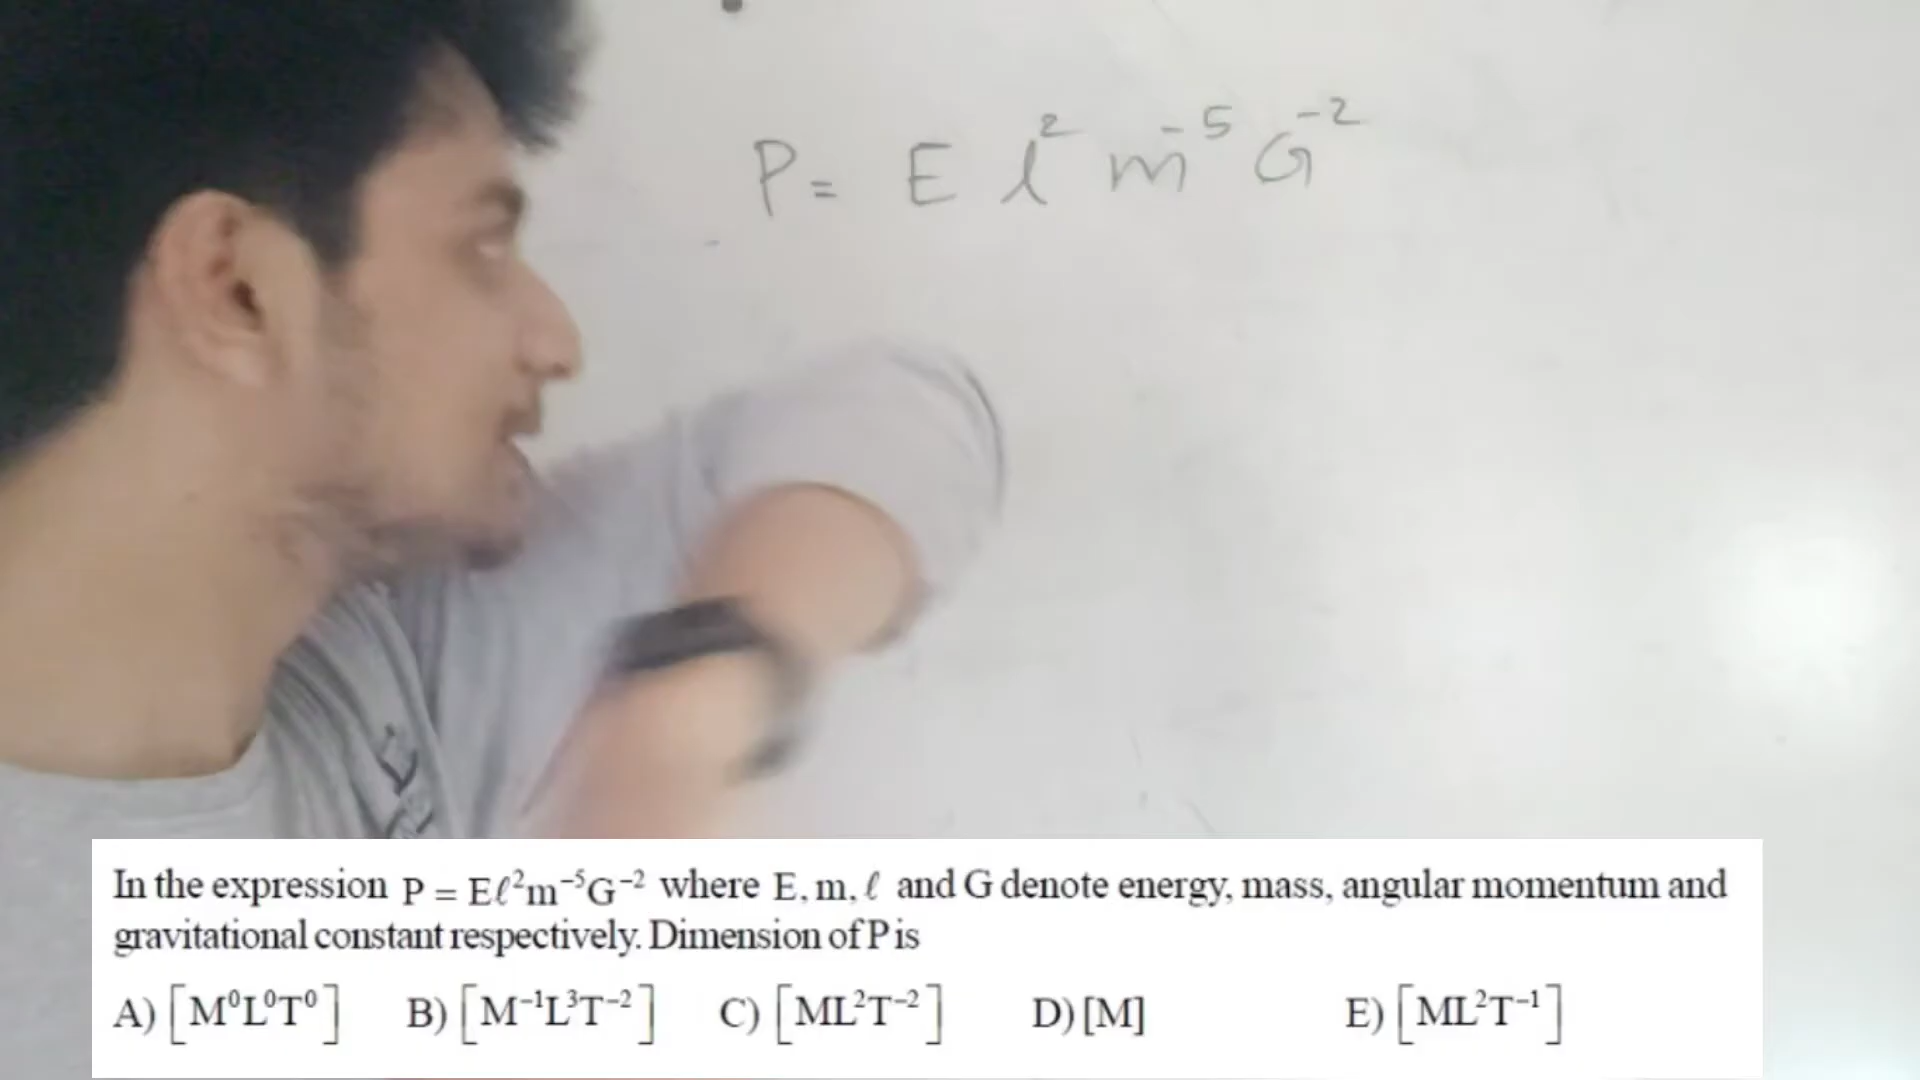 P = E l² m⁻⁵ G⁻²
In the expression P = Eℓ²m⁻⁵G⁻² where E, m, ℓ and G denote energy, mass, angular momentum and
gravitational constant respectively. Dimension of P is
A) [M⁰L⁰T⁰] B) [M⁻¹L³T⁻²] C) [ML²T⁻²] D) [M] E) [ML²T⁻¹]